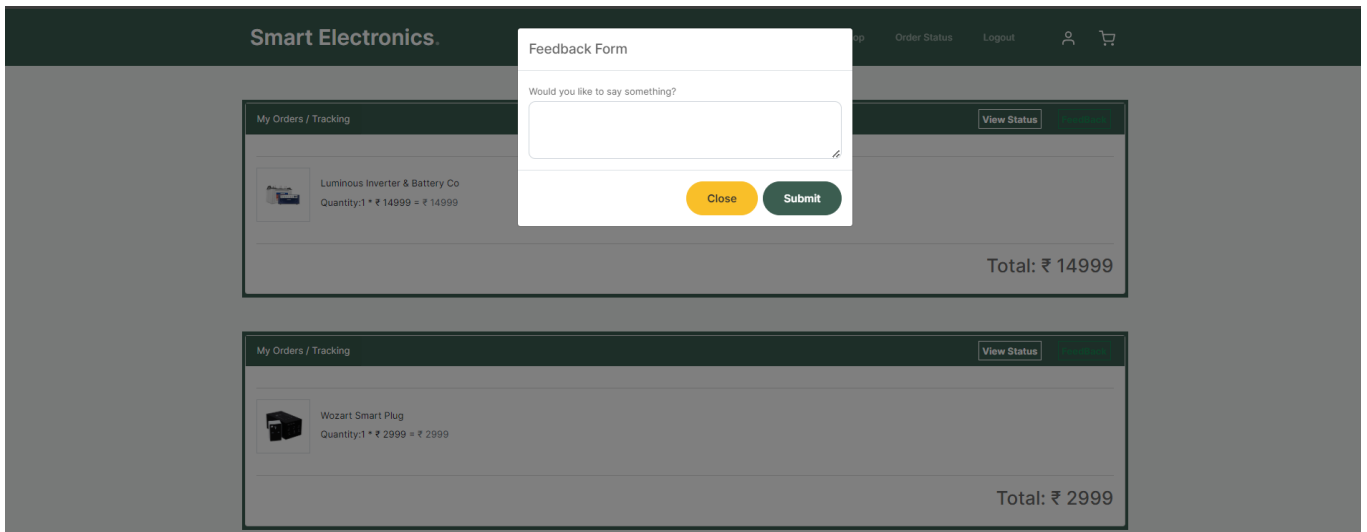 Smart Electronics.
op Order Status Logout
Feedback Form
Would you like to say something?
Close Submit
My Orders / Tracking
View Status FeedBack
Luminous Inverter & Battery Co
Quantity:1 * ₹ 14999 = ₹ 14999
Total: ₹ 14999
My Orders / Tracking
View Status FeedBack
Wozart Smart Plug
Quantity:1 * ₹ 2999 = ₹ 2999
Total: ₹ 2999